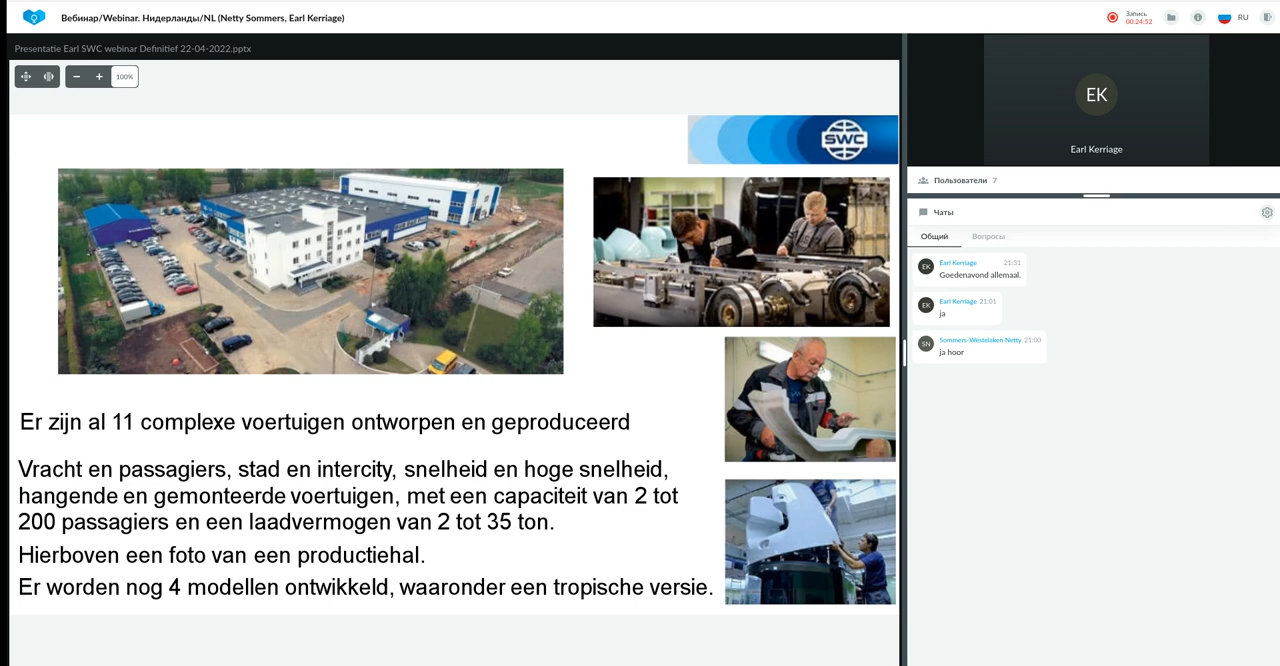 Вебинар/Webinar. Нидерланды/NL (Netty Sommers, Earl Kerriage)
Запись
00:24:52
RU
Presentatie Earl SWC webinar Definitief 22-04-2022.pptx
100%
SWC
Er zijn al 11 complexe voertuigen ontworpen en geproduceerd
Vracht en passagiers, stad en intercity, snelheid en hoge snelheid,
hangende en gemonteerde voertuigen, met een capaciteit van 2 tot
200 passagiers en een laadvermogen van 2 tot 35 ton.
Hierboven een foto van een productiehal.
Er worden nog 4 modellen ontwikkeld, waaronder een tropische versie.
EK
Earl Kerriage
Пользователи 7
Чаты
Общий Вопросы
EK Earl Kerriage 21:31
Goedenavond allemaal.
EK Earl Kerriage 21:01
ja
SN Sommers-Westelaken Netty 21:00
ja hoor